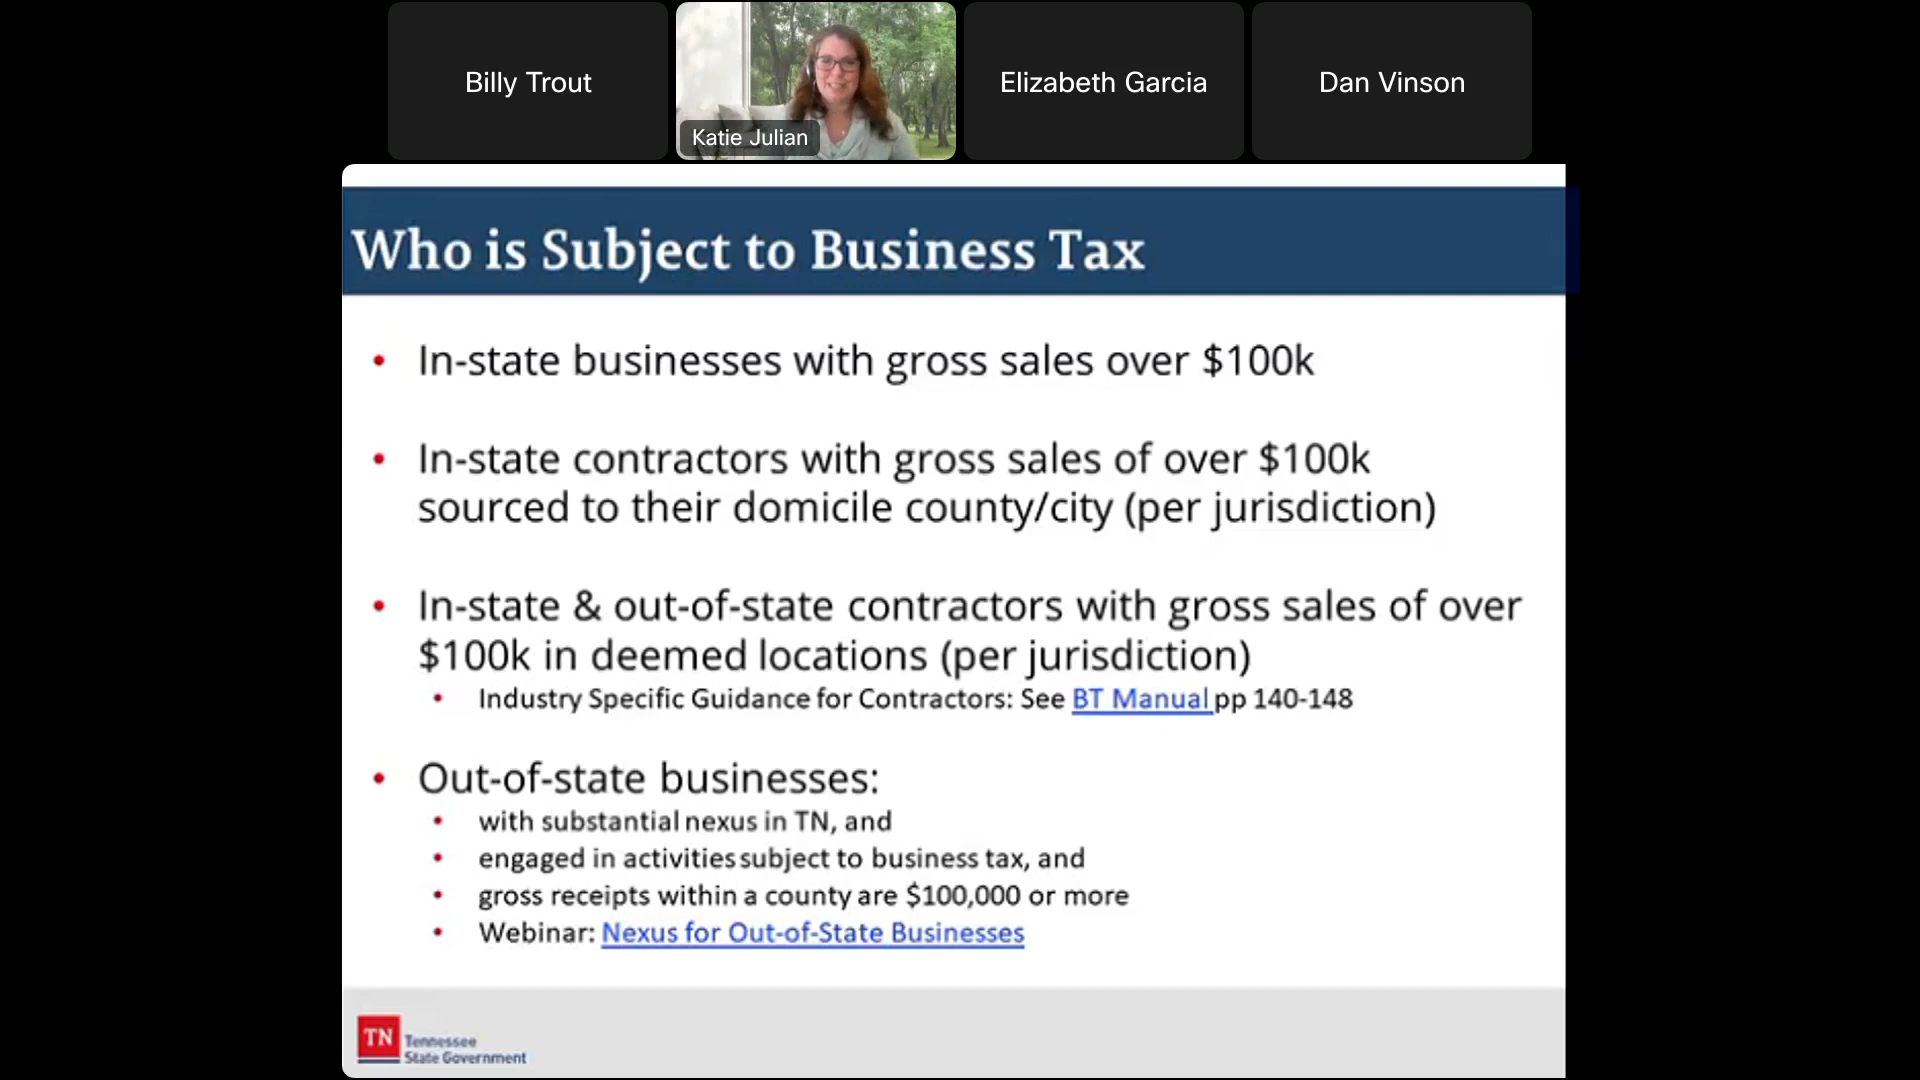 Billy Trout
Katie Julian
Elizabeth Garcia
Dan Vinson
Who is Subject to Business Tax
• In-state businesses with gross sales over $100k
• In-state contractors with gross sales of over $100k
sourced to their domicile county/city (per jurisdiction)
• In-state & out-of-state contractors with gross sales of over
$100k in deemed locations (per jurisdiction)
• Industry Specific Guidance for Contractors: See BT Manual pp 140-148
• Out-of-state businesses:
• with substantial nexus in TN, and
• engaged in activities subject to business tax, and
• gross receipts within a county are $100,000 or more
• Webinar: Nexus for Out-of-State Businesses
TN
Tennessee
State Government